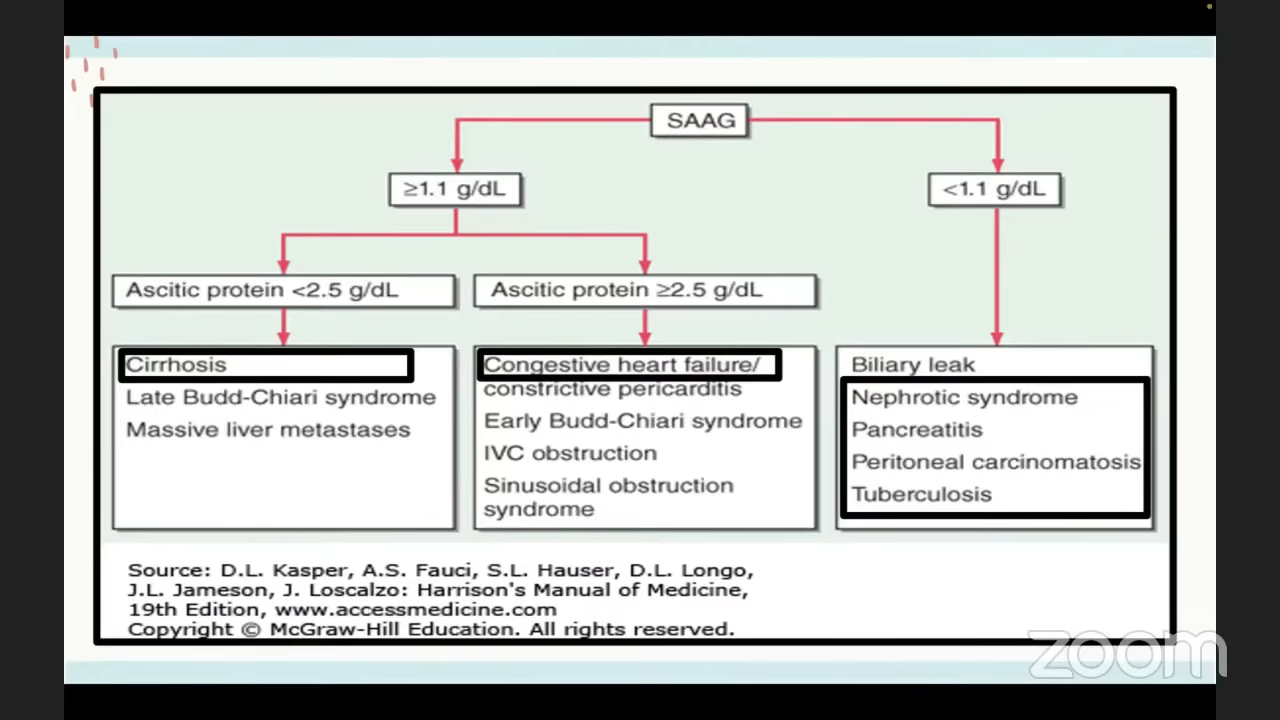 SAAG
≥1.1 g/dL
<1.1 g/dL
Ascitic protein <2.5 g/dL
Ascitic protein ≥2.5 g/dL
Cirrhosis
Late Budd-Chiari syndrome
Massive liver metastases
Congestive heart failure/
constrictive pericarditis
Early Budd-Chiari syndrome
IVC obstruction
Sinusoidal obstruction
syndrome
Biliary leak
Nephrotic syndrome
Pancreatitis
Peritoneal carcinomatosis
Tuberculosis
Source: D.L. Kasper, A.S. Fauci, S.L. Hauser, D.L. Longo,
J.L. Jameson, J. Loscalzo: Harrison's Manual of Medicine,
19th Edition, www.accessmedicine.com
Copyright © McGraw-Hill Education. All rights reserved.
zoom